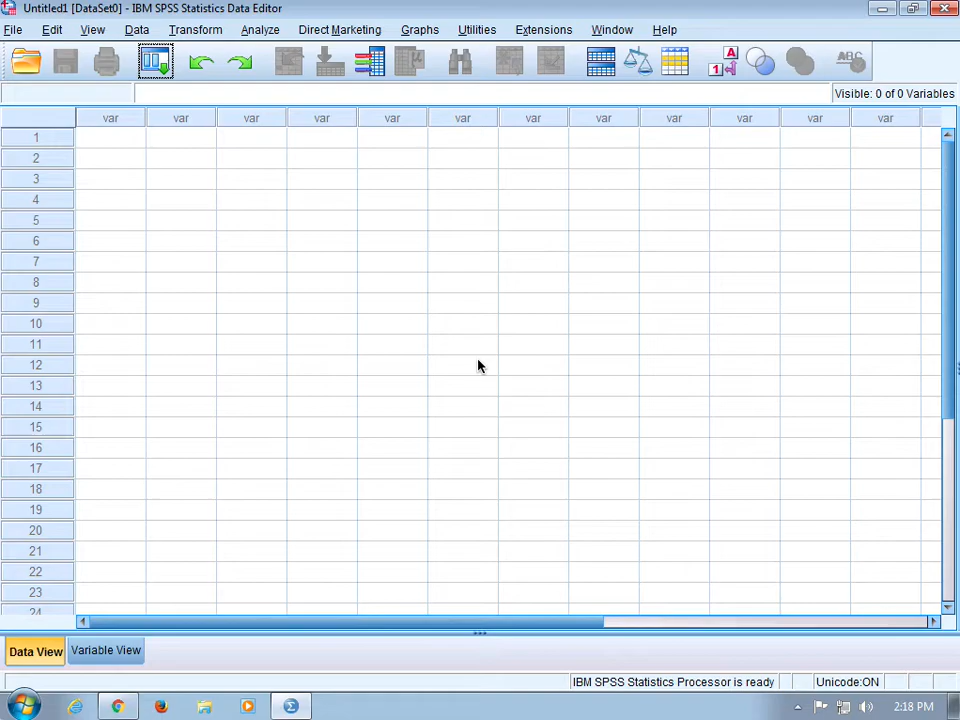 Untitled1 [DataSet0] - IBM SPSS Statistics Data Editor
File Edit View Data Transform Analyze Direct Marketing Graphs Utilities Extensions Window Help
A
1
ABC
Visible: 0 of 0 Variables
var var var var var var var var var var var var
1
2
3
4
5
6
7
8
9
10
11
12
13
14
15
16
17
18
19
20
21
22
23
24
Data View Variable View
IBM SPSS Statistics Processor is ready Unicode:ON
2:18 PM